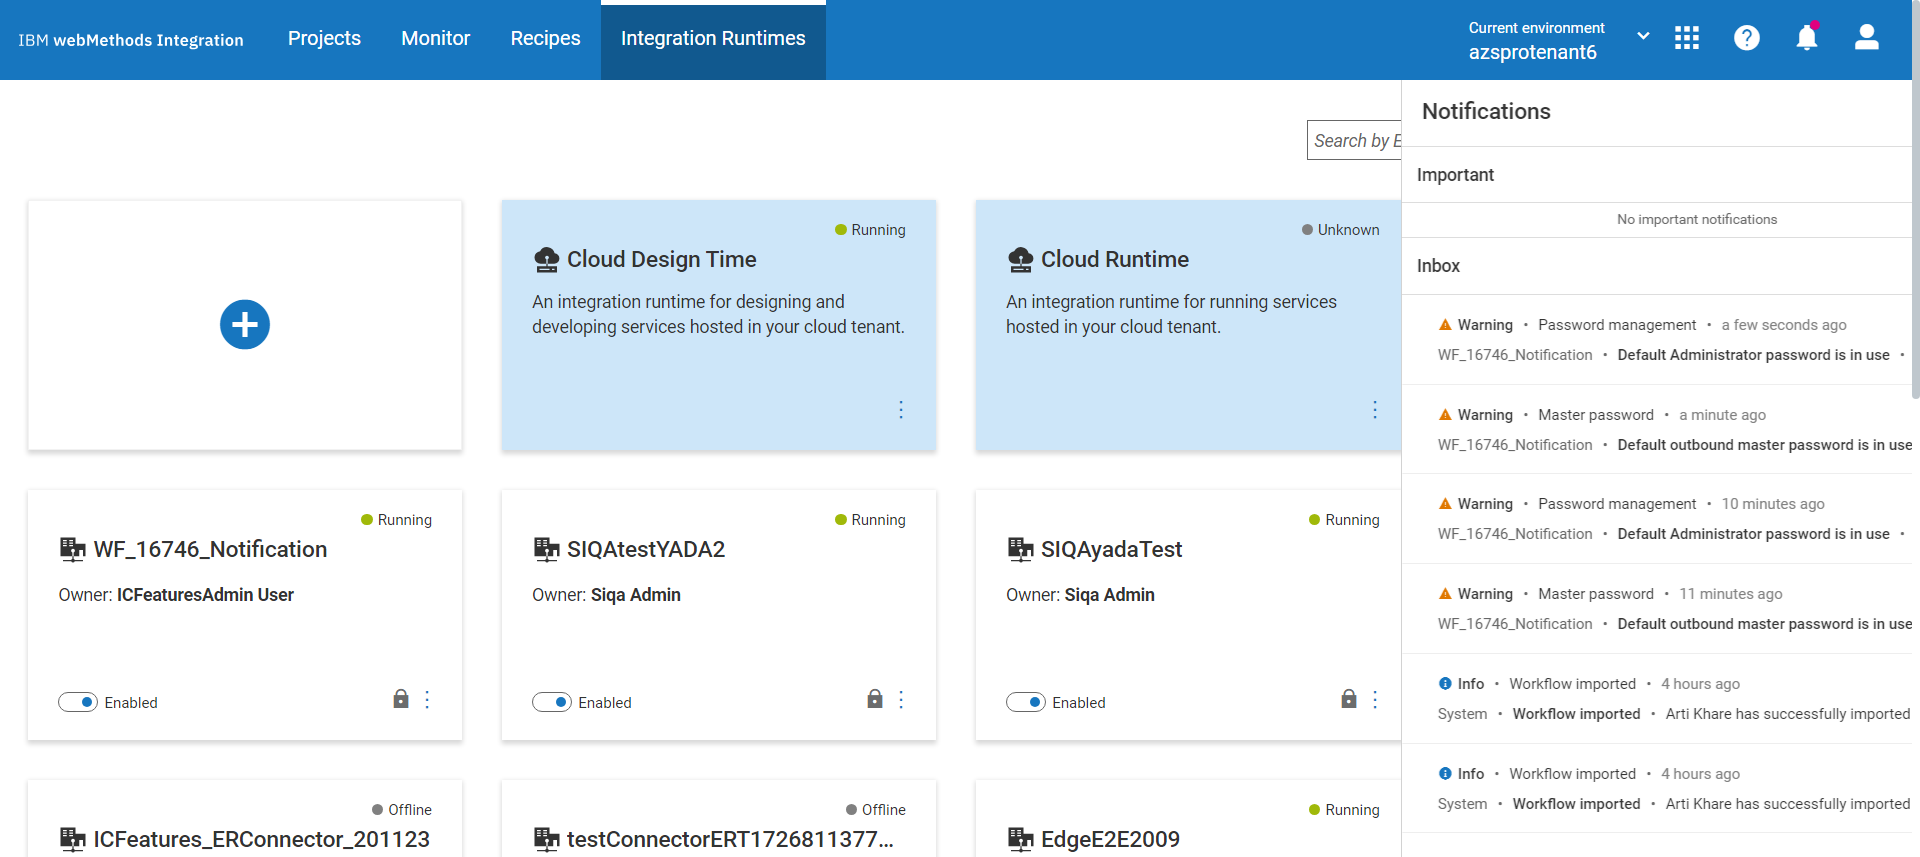 IBM webMethods Integration
Projects
Monitor
Recipes
Integration Runtimes
Current environment
azsprotenant6
Search by E
Running
Cloud Design Time
An integration runtime for designing and
developing services hosted in your cloud tenant.
Unknown
Cloud Runtime
An integration runtime for running services
hosted in your cloud tenant.
Running
WF_16746_Notification
Owner: ICFeaturesAdmin User
Enabled
Running
SIQAtestYADA2
Owner: Siqa Admin
Enabled
Running
SIQAyadaTest
Owner: Siqa Admin
Enabled
Offline
ICFeatures_ERConnector_201123
Offline
testConnectorERT1726811377...
Running
EdgeE2E2009
Notifications
Important
No important notifications
Inbox
Warning • Password management • a few seconds ago
WF_16746_Notification • Default Administrator password is in use •
Warning • Master password • a minute ago
WF_16746_Notification • Default outbound master password is in use
Warning • Password management • 10 minutes ago
WF_16746_Notification • Default Administrator password is in use •
Warning • Master password • 11 minutes ago
WF_16746_Notification • Default outbound master password is in use
Info • Workflow imported • 4 hours ago
System • Workflow imported • Arti Khare has successfully imported
Info • Workflow imported • 4 hours ago
System • Workflow imported • Arti Khare has successfully imported